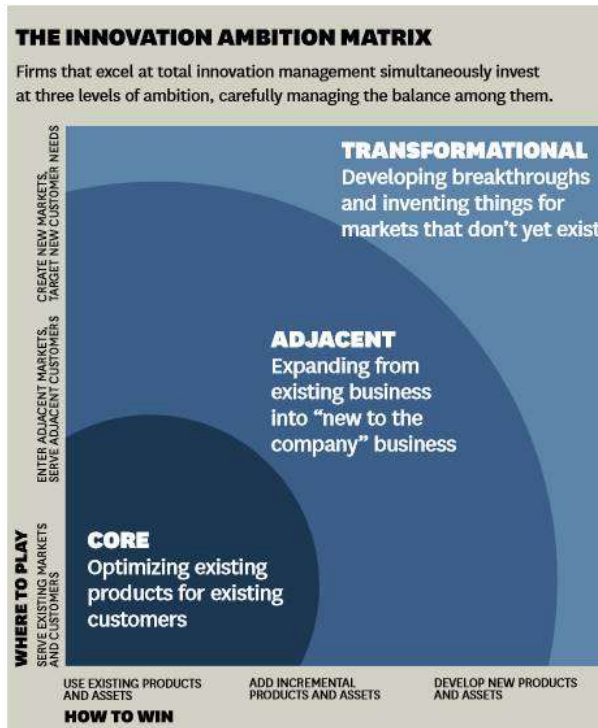 THE INNOVATION AMBITION MATRIX
Firms that excel at total innovation management simultaneously invest
at three levels of ambition, carefully managing the balance among them.
TRANSFORMATIONAL
Developing breakthroughs
and inventing things for
markets that don’t yet exist
CREATE NEW MARKETS,
TARGET NEW CUSTOMER NEEDS
ADJACENT
Expanding from
existing business
into “new to the
company” business
ENTER ADJACENT MARKETS,
SERVE ADJACENT CUSTOMERS
CORE
Optimizing existing
products for existing
customers
WHERE TO PLAY
SERVE EXISTING MARKETS
AND CUSTOMERS
USE EXISTING PRODUCTS
AND ASSETS
ADD INCREMENTAL
PRODUCTS AND ASSETS
DEVELOP NEW PRODUCTS
AND ASSETS
HOW TO WIN